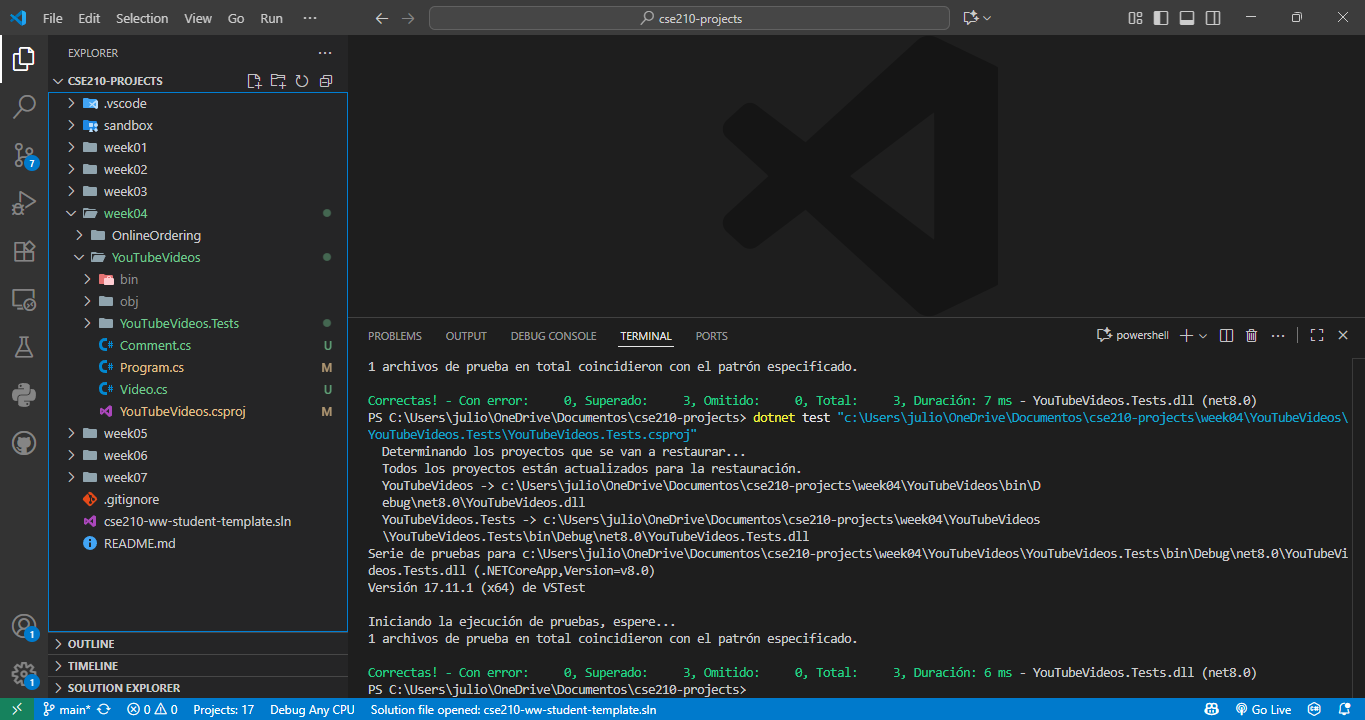 File Edit Selection View Go Run ···
cse210-projects
EXPLORER ···
CSE210-PROJECTS
.vscode
sandbox
week01
week02
week03
week04
OnlineOrdering
YouTubeVideos
bin
obj
YouTubeVideos.Tests
C# Comment.cs U
C# Program.cs M
C# Video.cs U
YouTubeVideos.csproj M
week05
week06
week07
.gitignore
cse210-ww-student-template.sln
README.md
OUTLINE
TIMELINE
SOLUTION EXPLORER
7
1
1
PROBLEMS OUTPUT DEBUG CONSOLE TERMINAL PORTS
powershell
1 archivos de prueba en total coincidieron con el patrón especificado.
Correctas! - Con error: 0, Superado: 3, Omitido: 0, Total: 3, Duración: 7 ms - YouTubeVideos.Tests.dll (net8.0)
PS C:\Users\julio\OneDrive\Documentos\cse210-projects> dotnet test "c:\Users\julio\OneDrive\Documentos\cse210-projects\week04\YouTubeVideos\
YouTubeVideos.Tests\YouTubeVideos.Tests.csproj"
Determinando los proyectos que se van a restaurar...
Todos los proyectos están actualizados para la restauración.
YouTubeVideos -> c:\Users\julio\OneDrive\Documentos\cse210-projects\week04\YouTubeVideos\bin\D
ebug\net8.0\YouTubeVideos.dll
YouTubeVideos.Tests -> c:\Users\julio\OneDrive\Documentos\cse210-projects\week04\YouTubeVideos
\YouTubeVideos.Tests\bin\Debug\net8.0\YouTubeVideos.Tests.dll
Serie de pruebas para c:\Users\julio\OneDrive\Documentos\cse210-projects\week04\YouTubeVideos\YouTubeVideos.Tests\bin\Debug\net8.0\YouTubeVi
deos.Tests.dll (.NETCoreApp,Version=v8.0)
Versión 17.11.1 (x64) de VSTest
Iniciando la ejecución de pruebas, espere...
1 archivos de prueba en total coincidieron con el patrón especificado.
Correctas! - Con error: 0, Superado: 3, Omitido: 0, Total: 3, Duración: 6 ms - YouTubeVideos.Tests.dll (net8.0)
PS C:\Users\julio\OneDrive\Documentos\cse210-projects>
main* 0 0 Projects: 17 Debug Any CPU Solution file opened: cse210-ww-student-template.sln Go Live